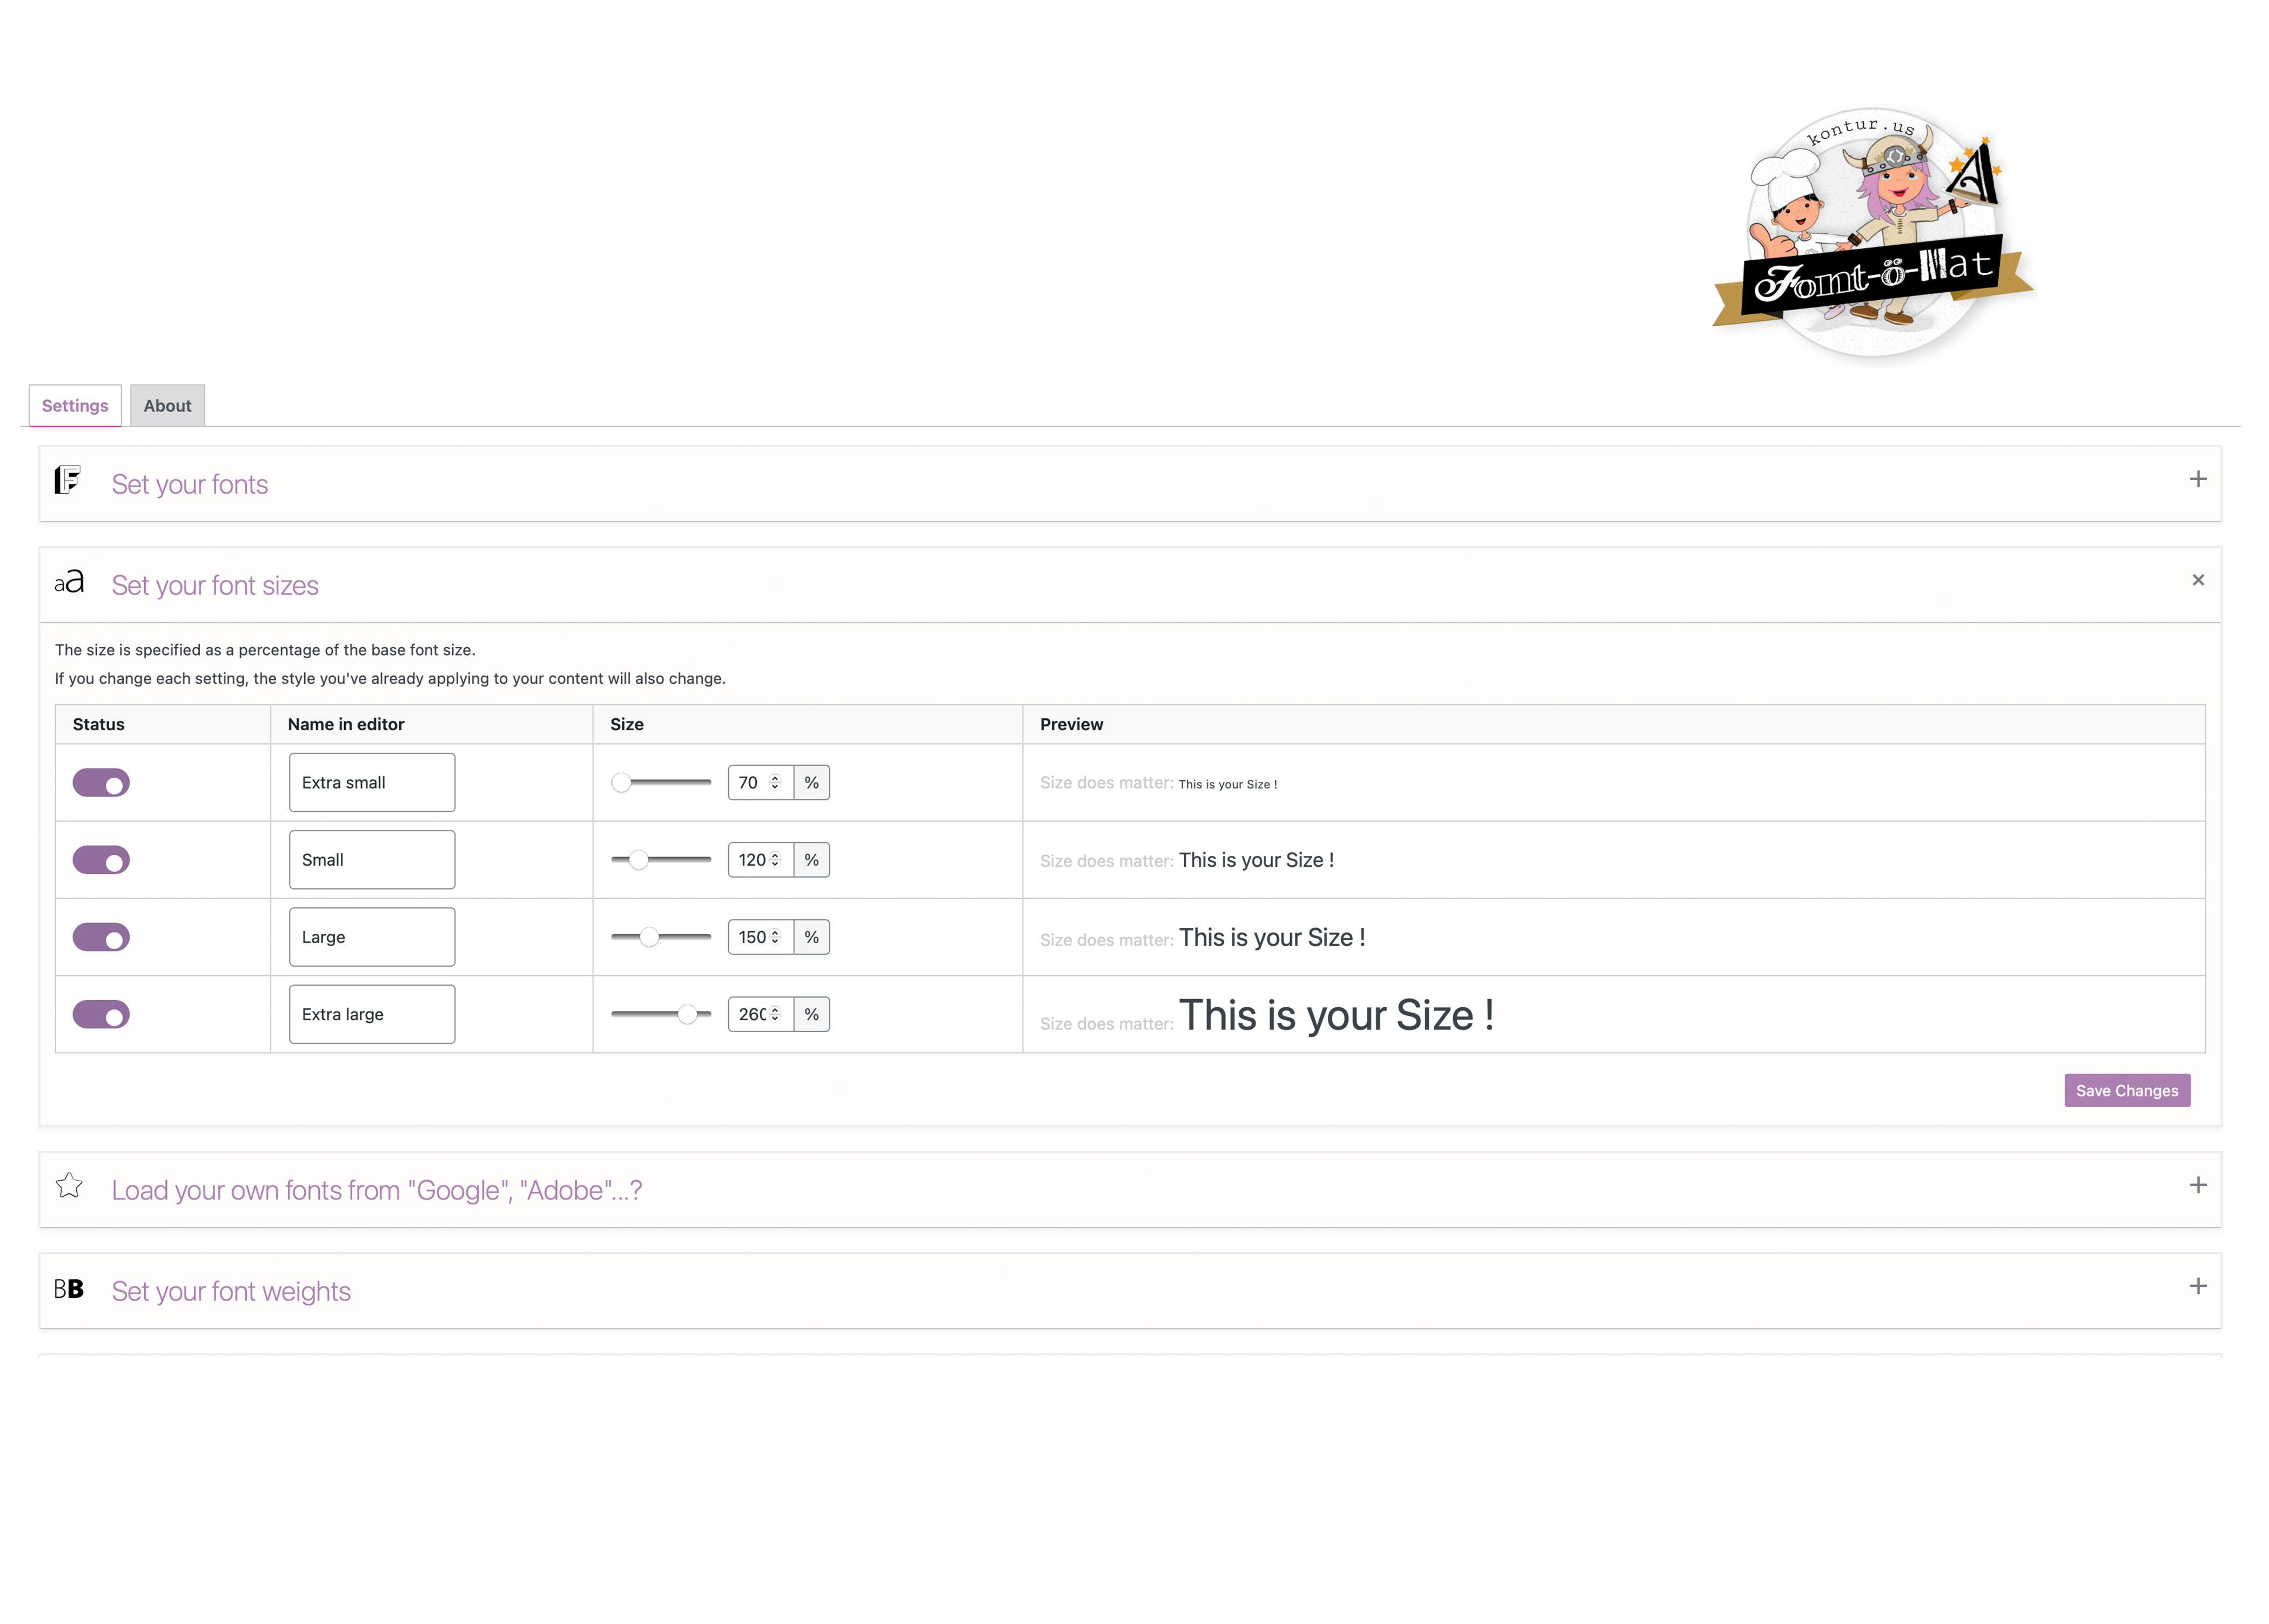 kontur.us
A
Font-ö-Mat
Settings About
F Set your fonts
aa Set your font sizes
The size is specified as a percentage of the base font size.
If you change each setting, the style you've already applying to your content will also change.
Status Name in editor Size Preview
Extra small 70 % Size does matter: This is your Size !
Small 120 % Size does matter: This is your Size !
Large 150 % Size does matter: This is your Size !
Extra large 260 % Size does matter: This is your Size !
Save Changes
Load your own fonts from "Google", "Adobe"...?
BB Set your font weights